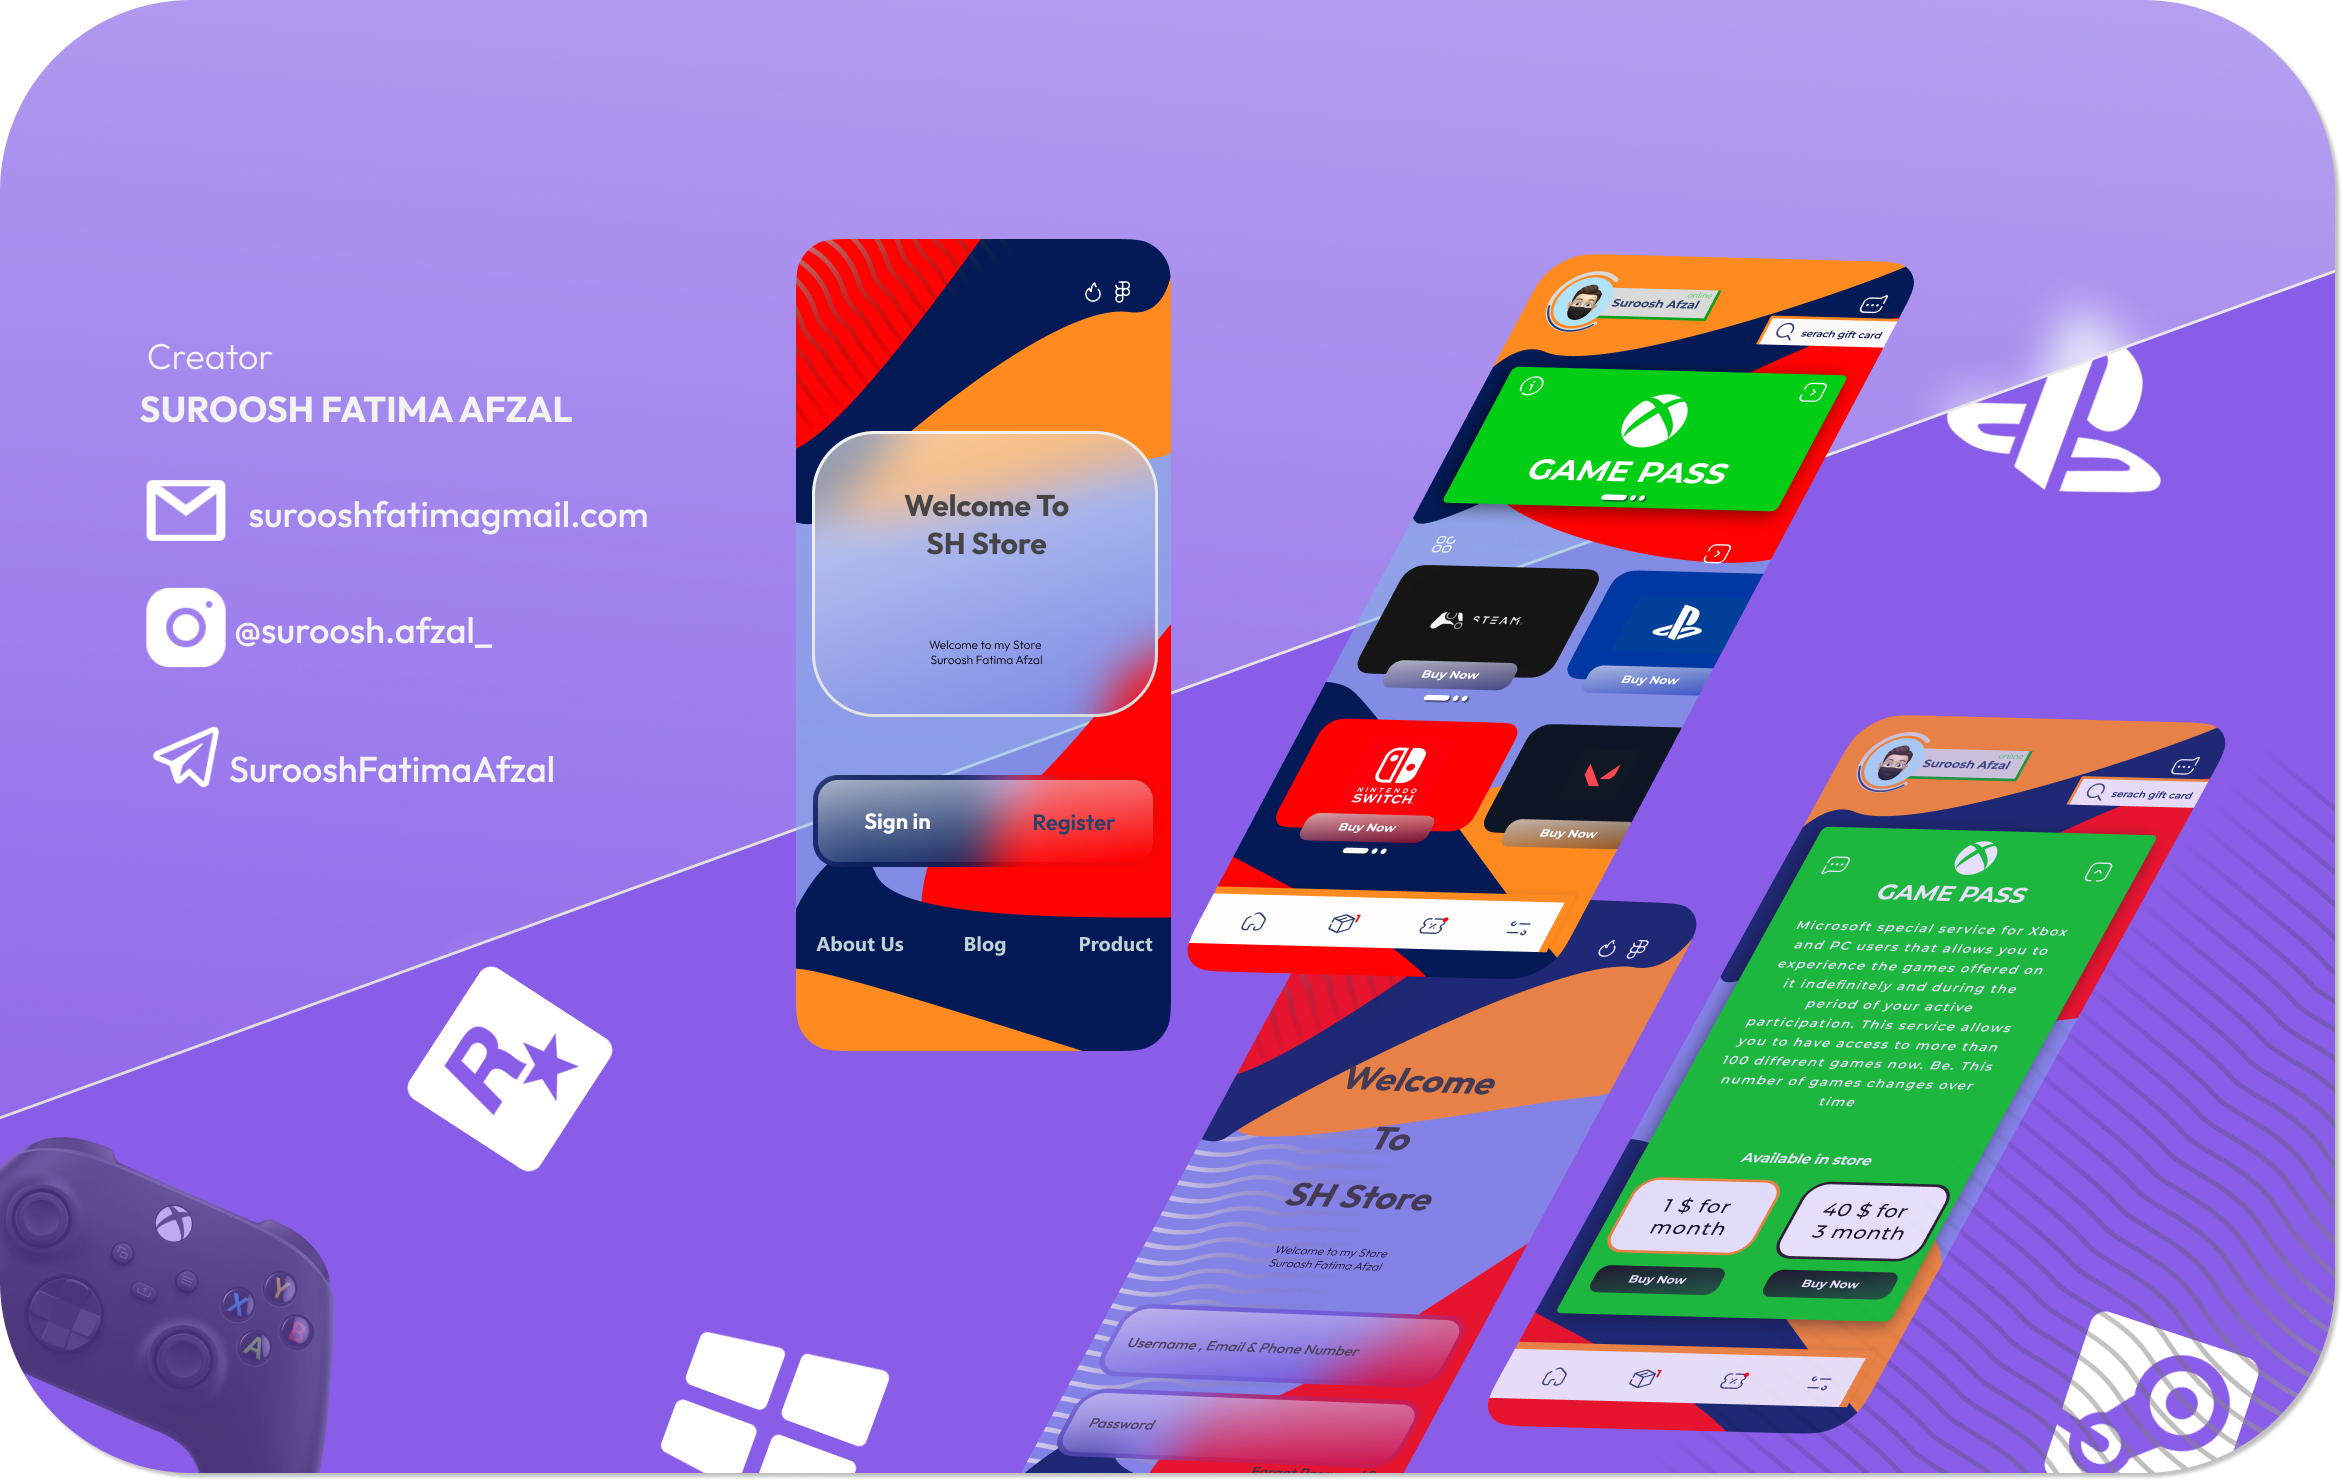 Creator
SUROOSH FATIMA AFZAL
surooshfatimagmail.com
@suroosh.afzal_
SurooshFatimaAfzal
R
X
Y
A
B
Welcome To
SH Store
Welcome to my Store
Suroosh Fatima Afzal
Sign in
Register
About Us
Blog
Product
Suroosh Afzal
online
serach gift card
GAME PASS
STEAM
Buy Now
Buy Now
NINTENDO
SWITCH
Buy Now
Buy Now
1
Welcome
To
SH Store
Welcome to my Store
Suroosh Fatima Afzal
Username , Email & Phone Number
Password
Suroosh Afzal
online
serach gift card
GAME PASS
Microsoft special service for Xbox
and PC users that allows you to
experience the games offered on
it indefinitely and during the
period of your active
participation. This service allows
you to have access to more than
100 different games now. Be. This
number of games changes over
time
Available in store
1 $ for
month
40 $ for
3 month
Buy Now
Buy Now
1